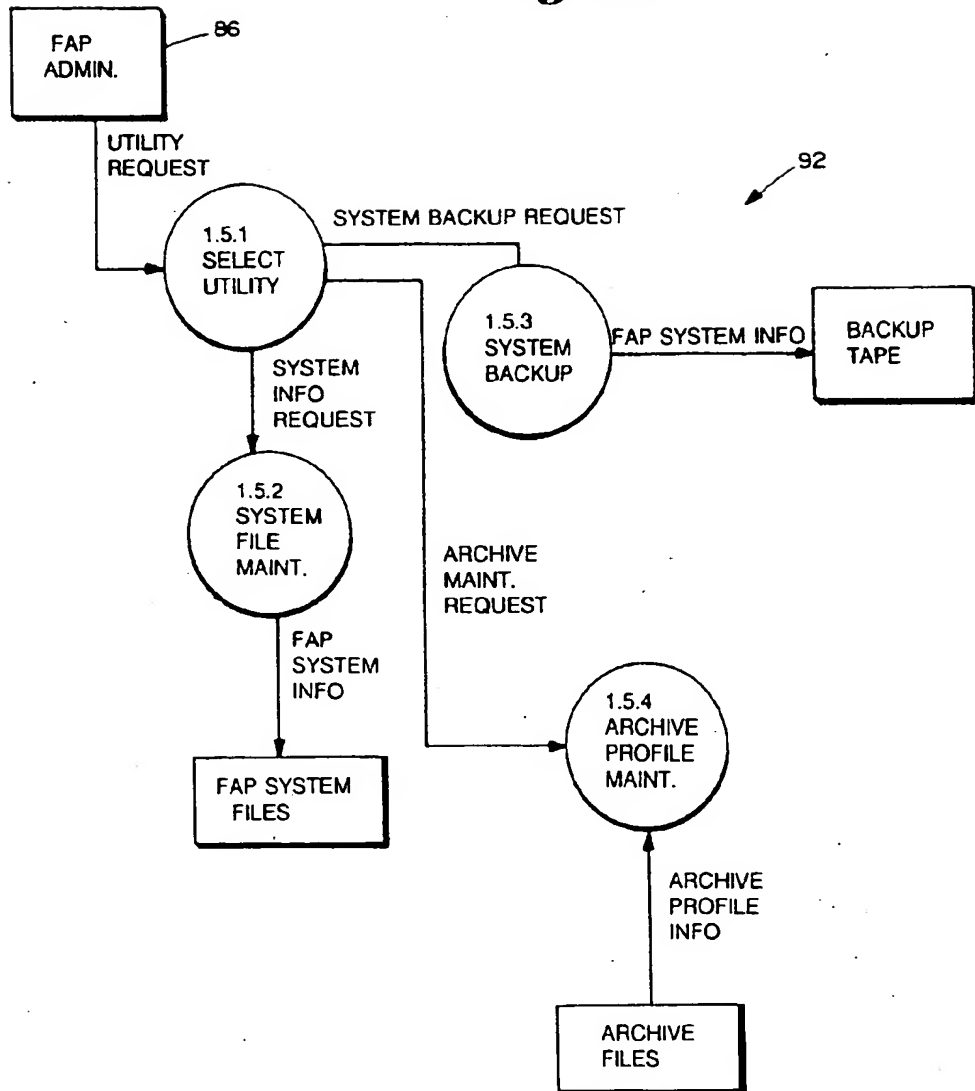 FAP
ADMIN.
86
UTILITY
REQUEST
92
SYSTEM BACKUP REQUEST
1.5.1
SELECT
UTILITY
1.5.3
SYSTEM
BACKUP
FAP SYSTEM INFO
BACKUP
TAPE
SYSTEM
INFO
REQUEST
1.5.2
SYSTEM
FILE
MAINT.
ARCHIVE
MAINT.
REQUEST
FAP
SYSTEM
INFO
1.5.4
ARCHIVE
PROFILE
MAINT.
FAP SYSTEM
FILES
ARCHIVE
PROFILE
INFO
ARCHIVE
FILES